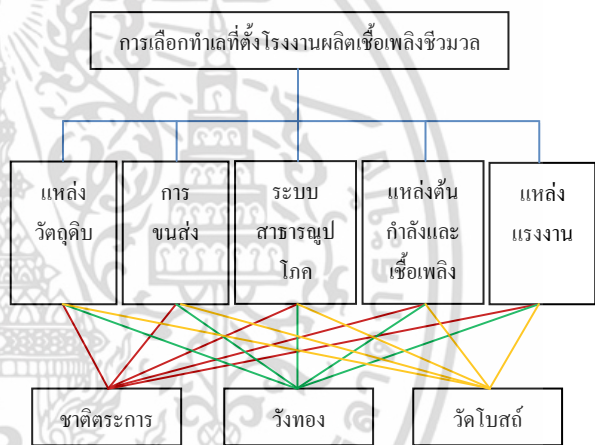 การเลือกทำเลที่ตั้งโรงงานผลิตเชื้อเพลิงชีวมวล
แหล่ง
วัตถุดิบ
การ
ขนส่ง
ระบบ
สาธารณูป
โภค
แหล่งต้น
กำลังและ
เชื้อเพลิง
แหล่ง
แรงงาน
ชาติตระการ
วังทอง
วัดโบสถ์